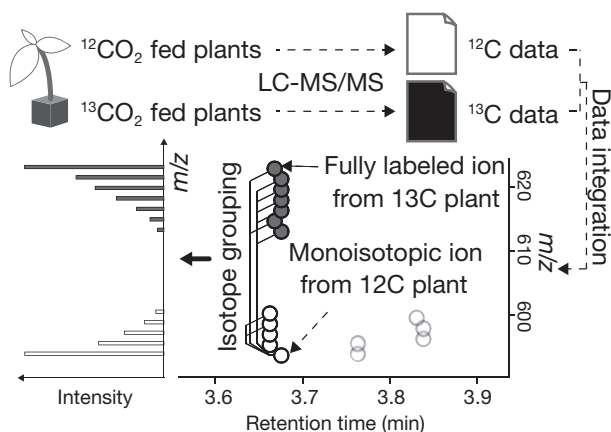 ¹²CO₂ fed plants
¹²C data
LC-MS/MS
¹³CO₂ fed plants
¹³C data
Data integration
m/z
Fully labeled ion
from 13C plant
Isotope grouping
Monoisotopic ion
from 12C plant
620
610
600
m/z
Intensity
3.6 3.7 3.8 3.9
Retention time (min)